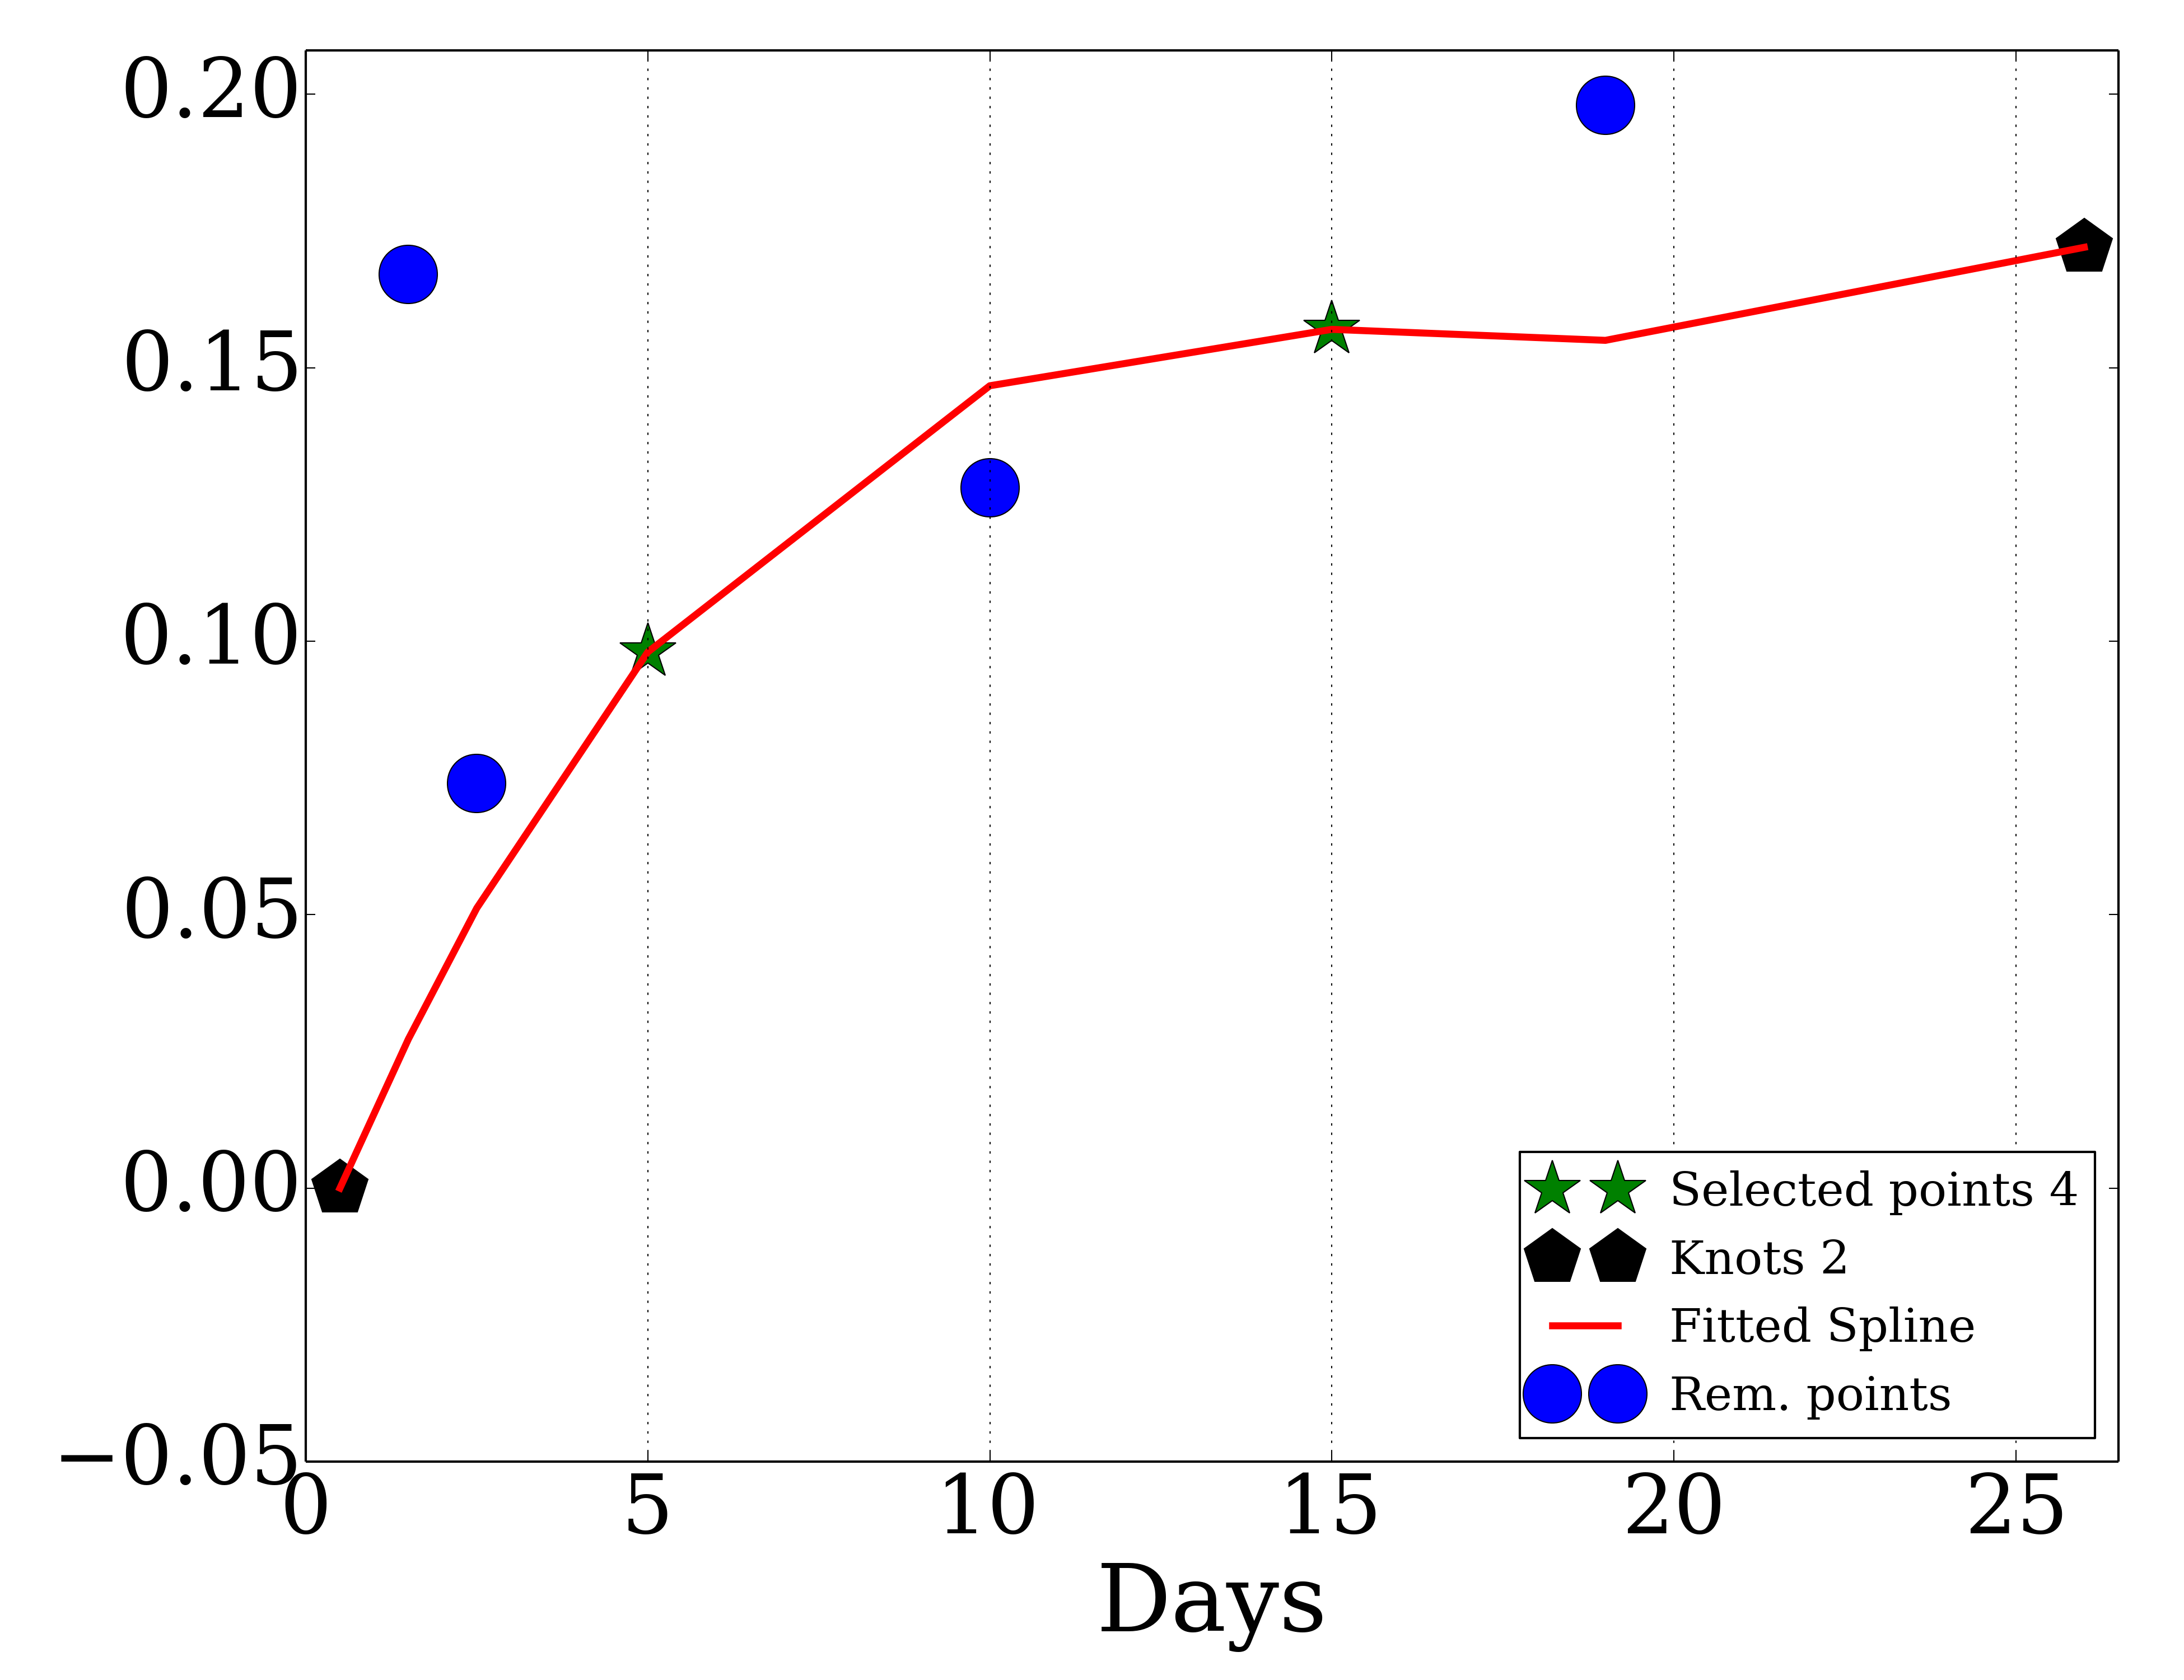 0.20
0.15
0.10
0.05
0.00
−0.05
0 5 10 15 20 25
Days
Selected points 4
Knots 2
Fitted Spline
Rem. points